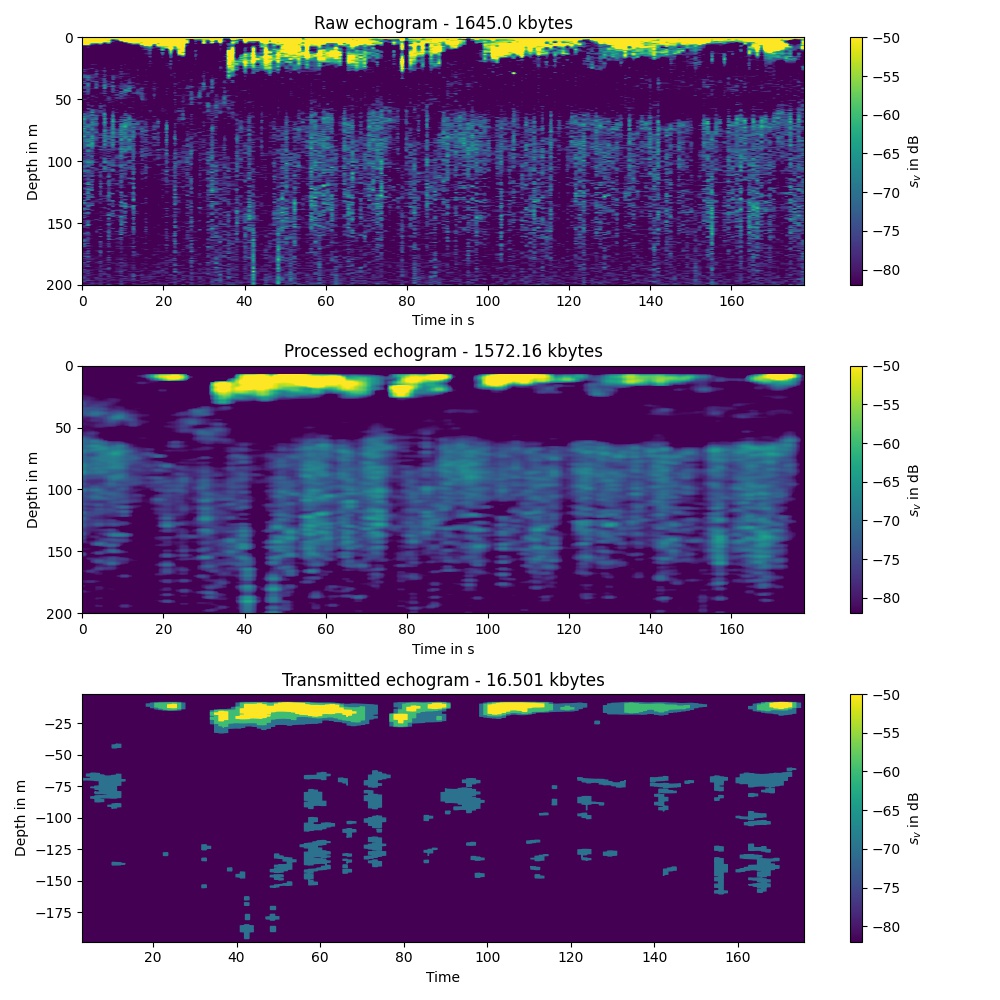 Raw echogram - 1645.0 kbytes
0
50
100
150
200
Depth in m
0 20 40 60 80 100 120 140 160
Time in s
−50
−55
−60
−65
−70
−75
−80
sv in dB
Processed echogram - 1572.16 kbytes
0
50
100
150
200
Depth in m
0 20 40 60 80 100 120 140 160
Time in s
−50
−55
−60
−65
−70
−75
−80
sv in dB
Transmitted echogram - 16.501 kbytes
−25
−50
−75
−100
−125
−150
−175
Depth in m
20 40 60 80 100 120 140 160
Time
−50
−55
−60
−65
−70
−75
−80
sv in dB